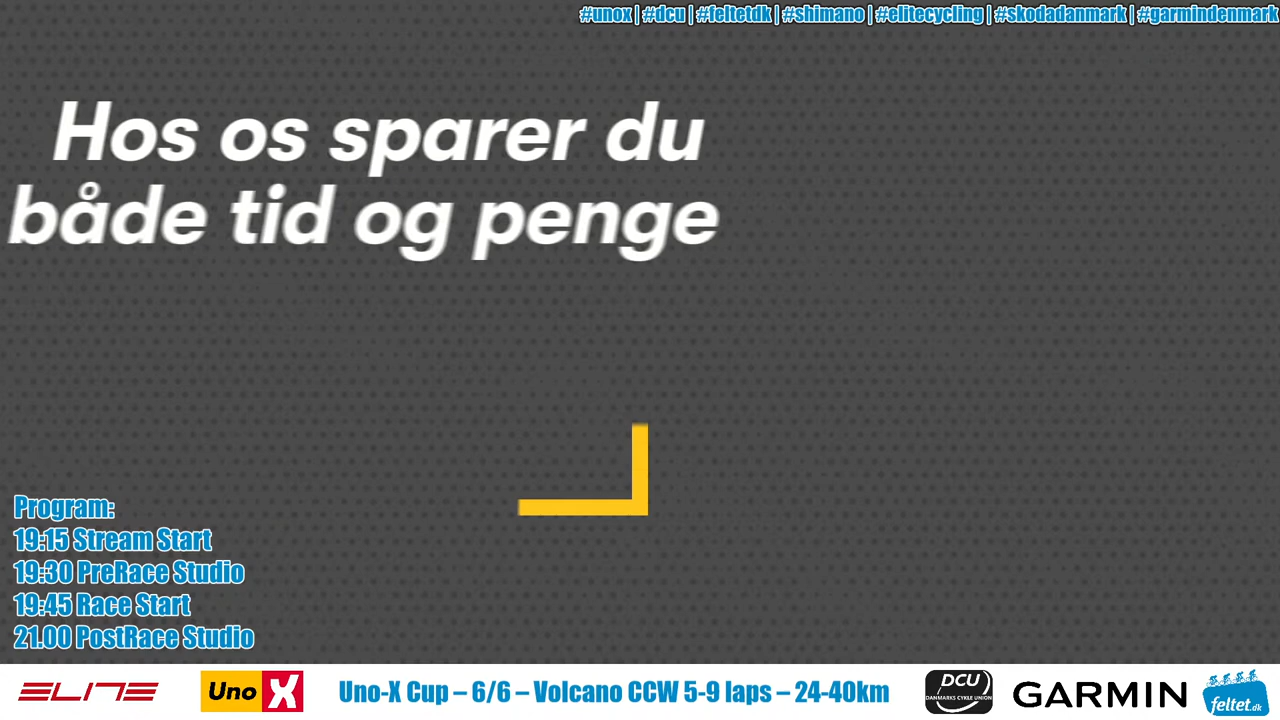 #unox | #dcu | #feltetdk | #shimano | #elitecycling | #skodadanmark | #garmindenmark
Hos os sparer du
både tid og penge
Program:
19:15 Stream Start
19:30 PreRace Studio
19:45 Race Start
21.00 PostRace Studio
ELITE
Uno X
Uno-X Cup – 6/6 – Volcano CCW 5-9 laps – 24-40km
DCU
DANMARKS CYKLE UNION
GARMIN
feltet.dk